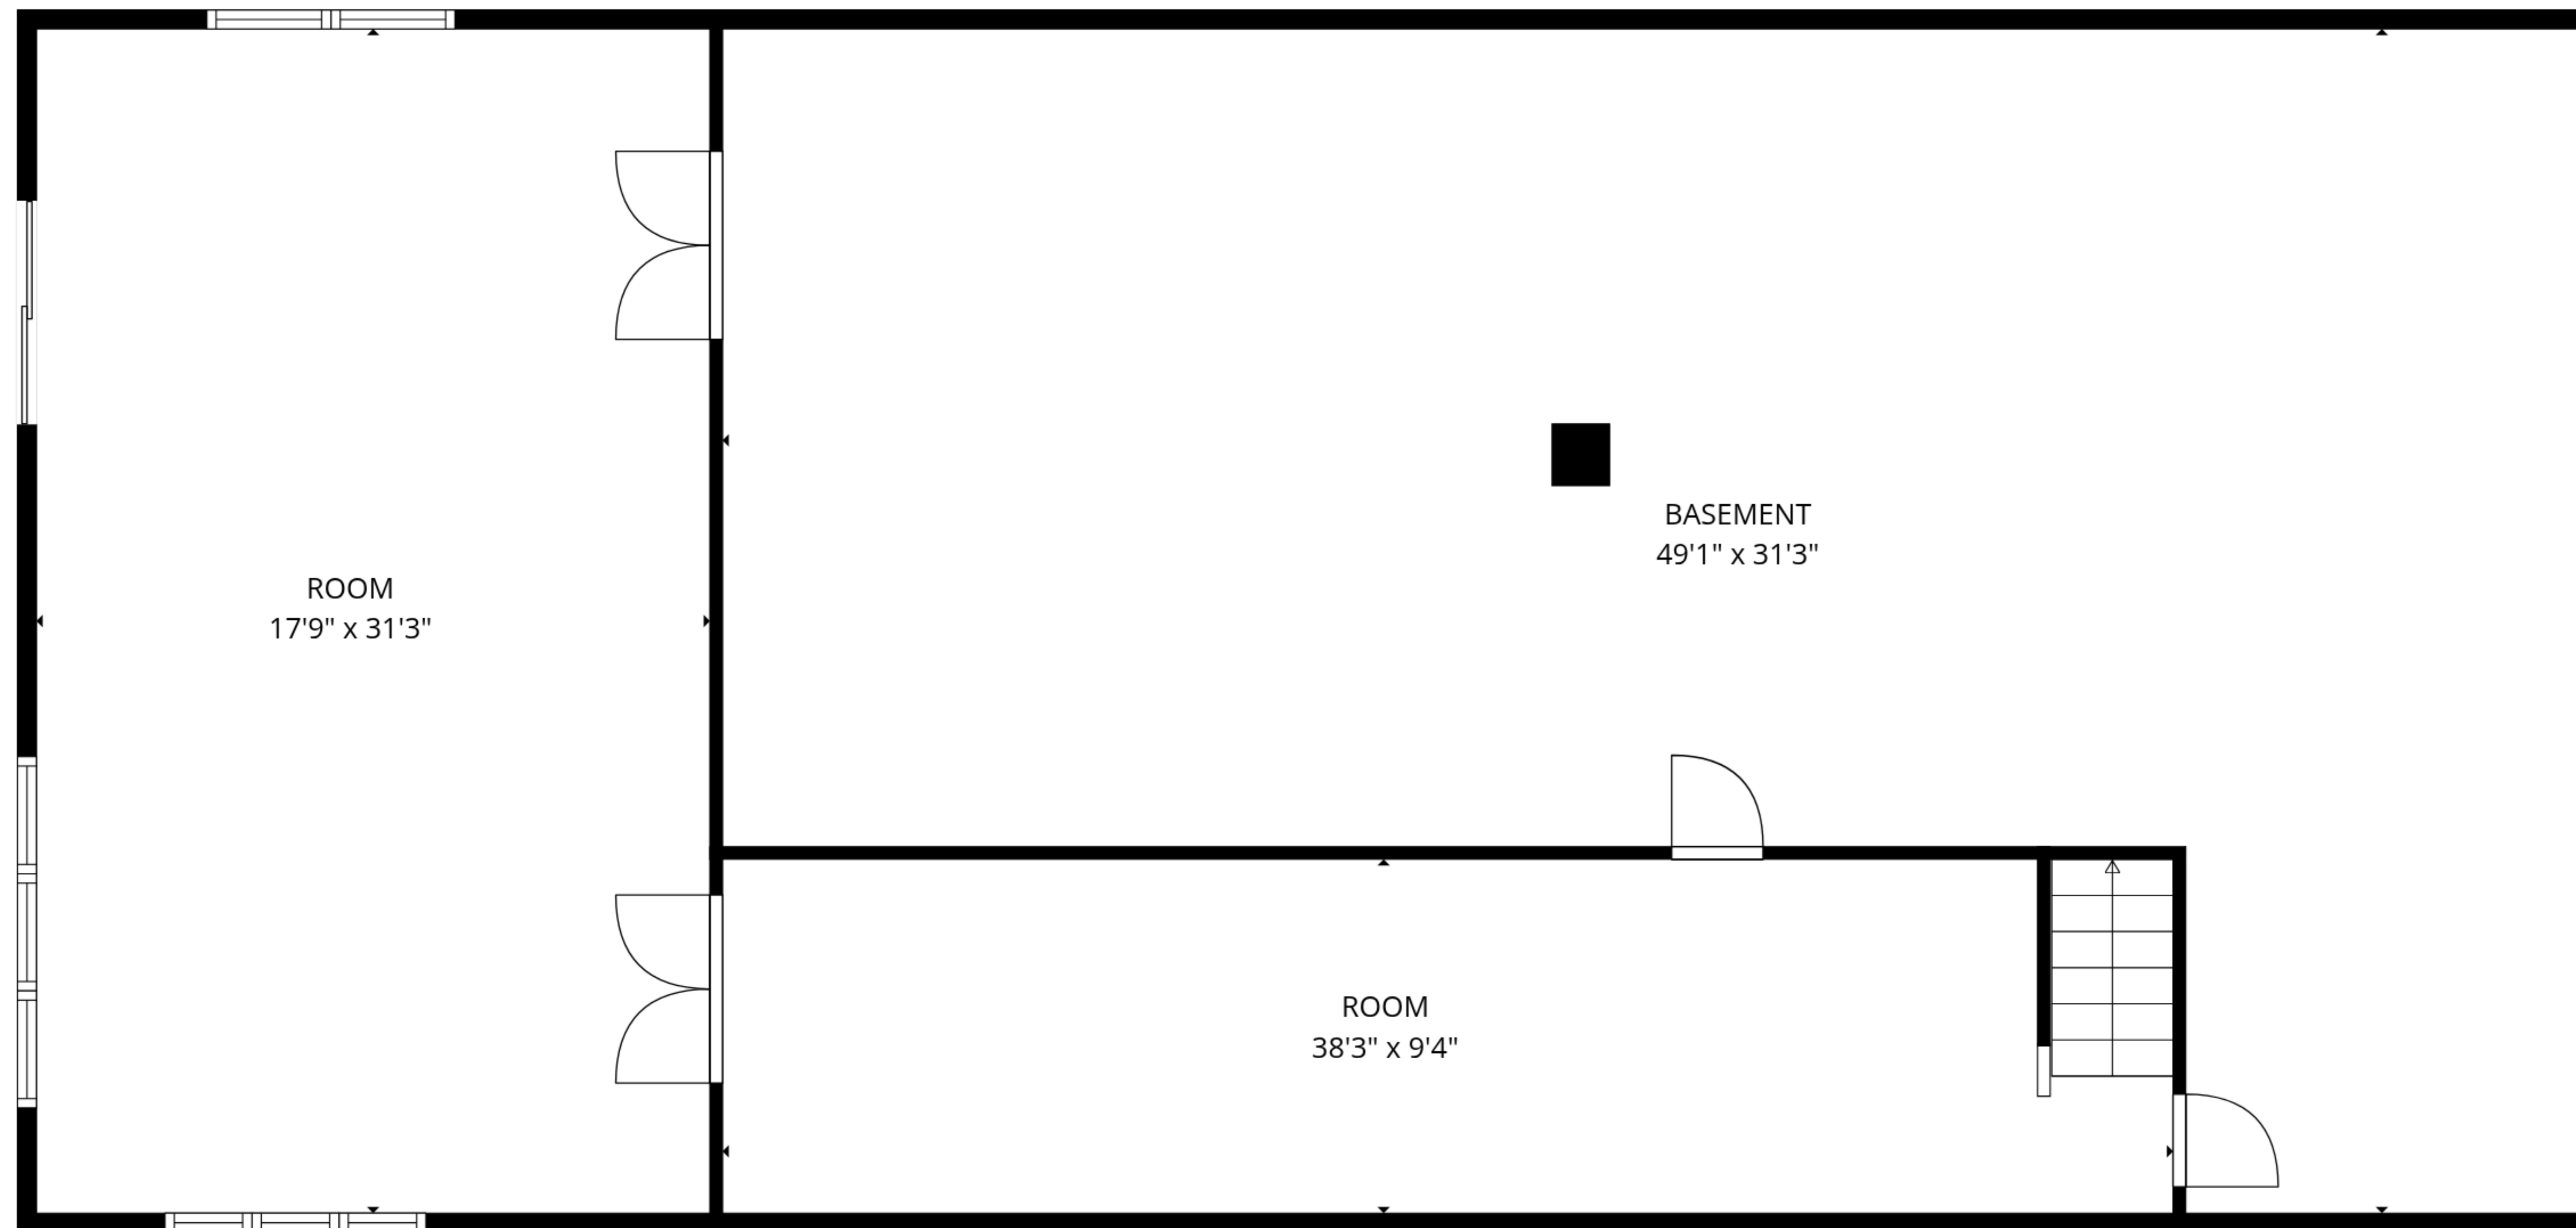 BASEMENT
49'1" x 31'3"
ROOM
17'9" x 31'3"
ROOM
38'3" x 9'4"